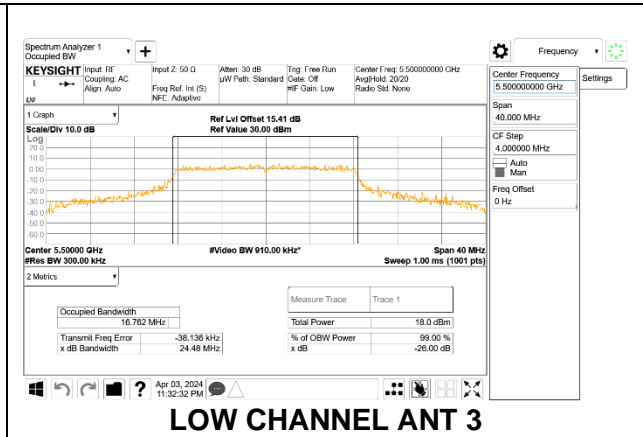 Spectrum Analyzer 1
Occupied BW
Frequency
KEYSIGHT
Input: RF
Coupling: AC
Align: Auto
Input Z: 50 Ω
Freq Ref: Int (S)
NFE: Adaptive
Atten: 30 dB
µW Path: Standard
Trig: Free Run
Gate: Off
#IF Gain: Low
Center Freq: 5.500000000 GHz
Avg|Hold: 20/20
Radio Std: None
Center Frequency
5.500000000 GHz
Settings
Span
40.000 MHz
CF Step
4.000000 MHz
Auto
Man
Freq Offset
0 Hz
1 Graph
Scale/Div 10.0 dB
Ref Lvl Offset 15.41 dB
Ref Value 30.00 dBm
Log
20.0
10.0
0.00
-10.0
-20.0
-30.0
-40.0
-50.0
-60.0
Center 5.50000 GHz
#Res BW 300.00 kHz
#Video BW 910.00 kHz*
Span 40 MHz
Sweep 1.00 ms (1001 pts)
2 Metrics
Measure Trace
Trace 1
Occupied Bandwidth
16.762 MHz
Total Power
18.0 dBm
Transmit Freq Error
-38.136 kHz
% of OBW Power
99.00 %
x dB Bandwidth
24.48 MHz
x dB
-26.00 dB
Apr 03, 2024
11:32:32 PM
LOW CHANNEL ANT 3